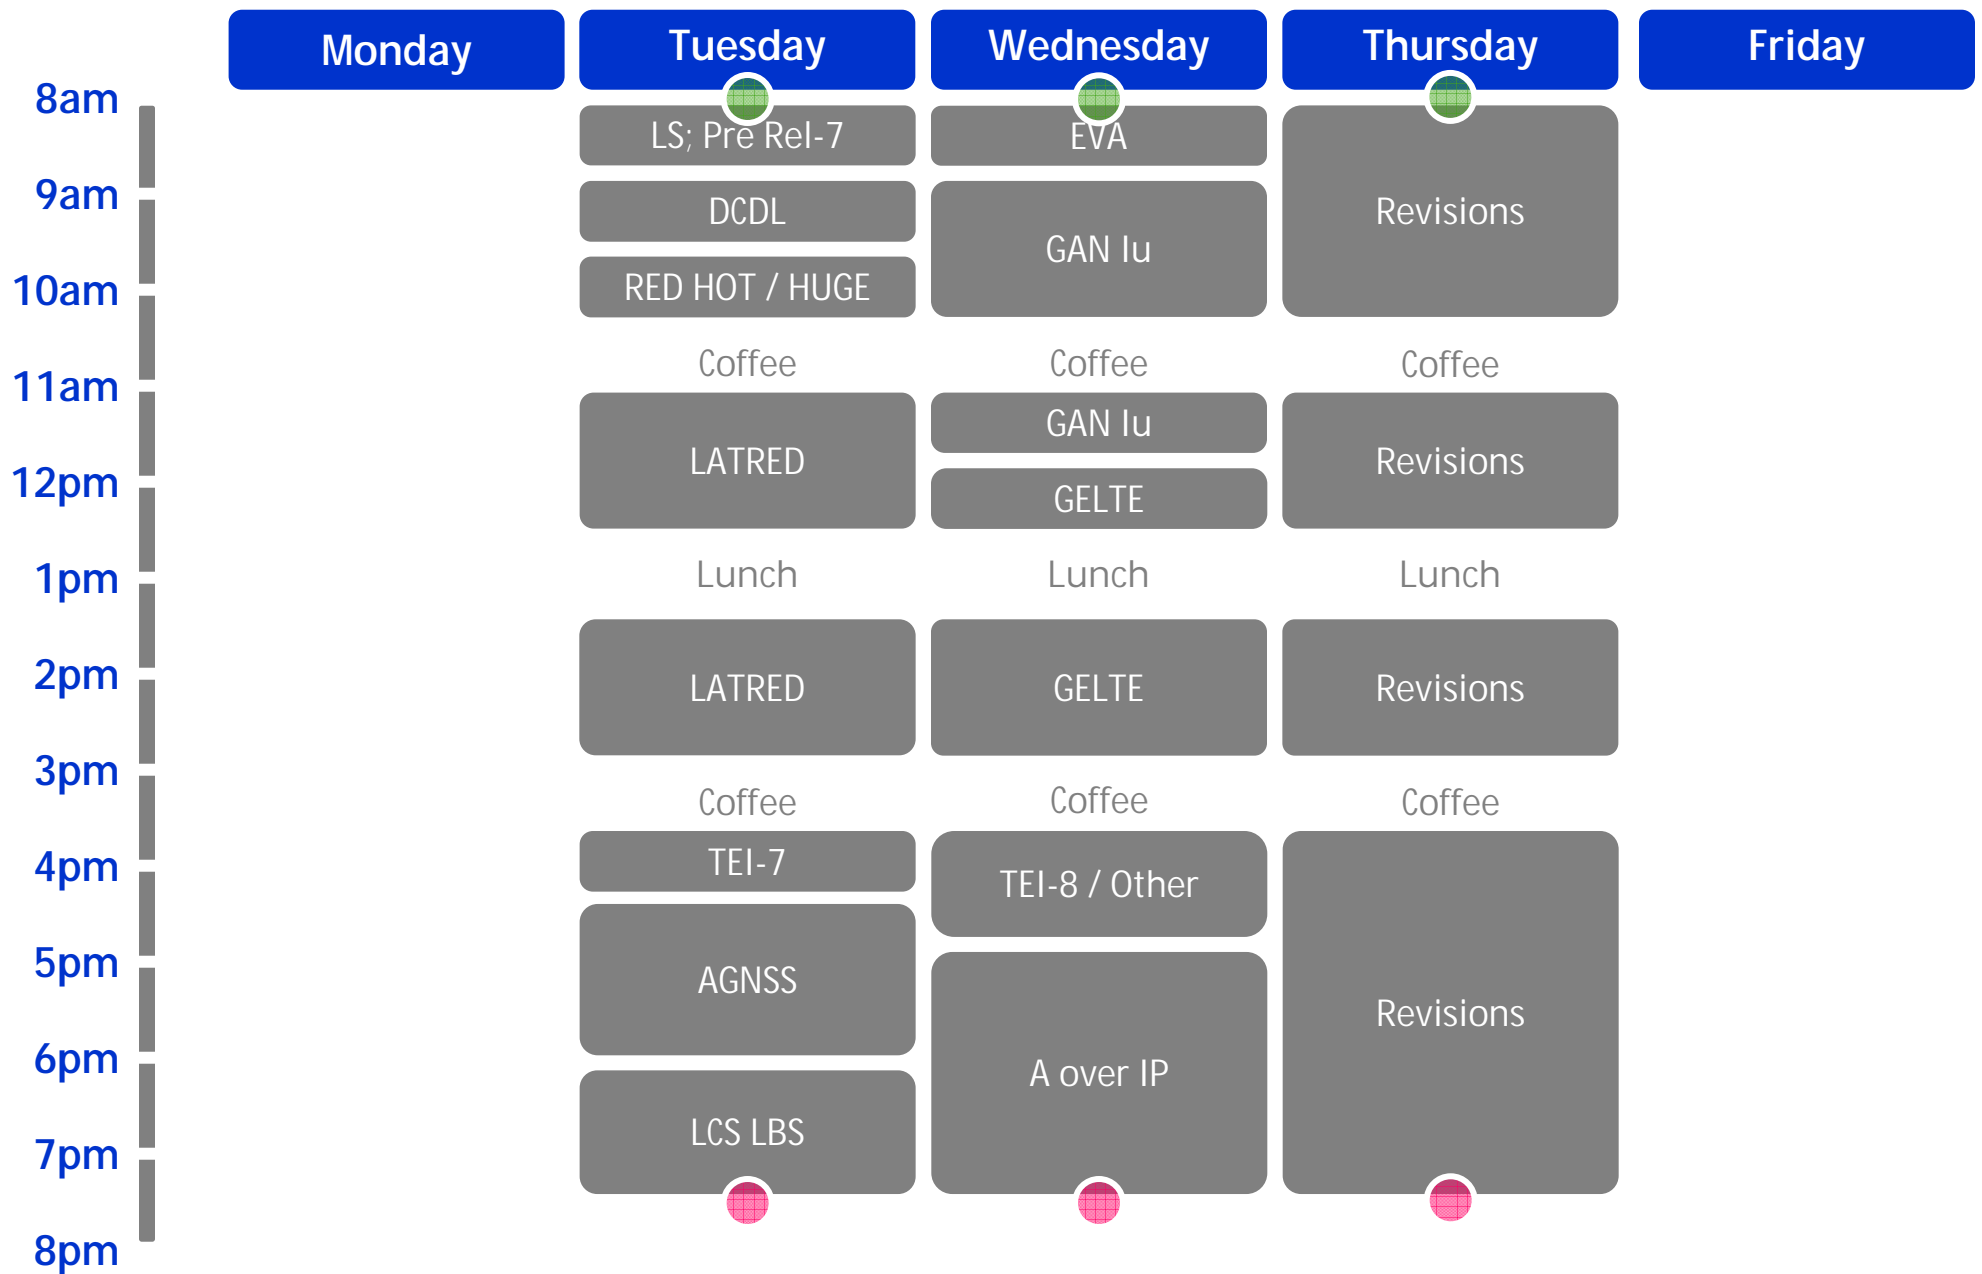 Monday
Tuesday
Wednesday
Thursday
Friday
8am
9am
10am
11am
12pm
1pm
2pm
3pm
4pm
5pm
6pm
7pm
8pm
LS; Pre Rel-7
DCDL
RED HOT / HUGE
Coffee
LATRED
Lunch
LATRED
Coffee
TEI-7
AGNSS
LCS LBS
EVA
GAN Iu
Coffee
GAN Iu
GELTE
Lunch
GELTE
Coffee
TEI-8 / Other
A over IP
Revisions
Coffee
Revisions
Lunch
Revisions
Coffee
Revisions